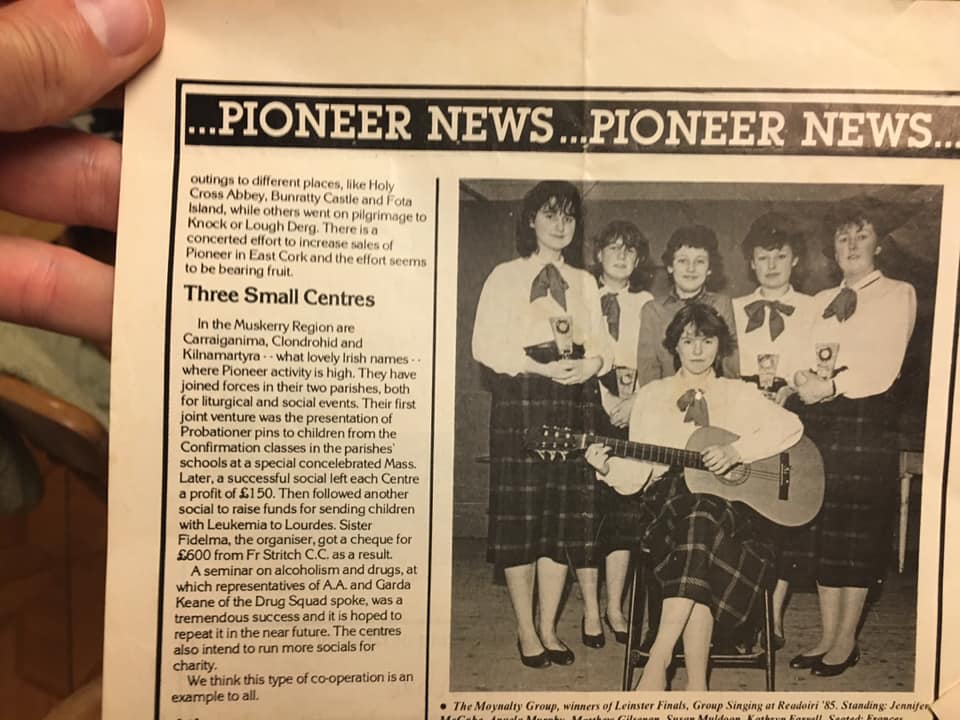 ...PIONEER NEWS...PIONEER NEWS...
outings to different places, like Holy
Cross Abbey, Bunratty Castle and Fota
Island, while others went on pilgrimage to
Knock or Lough Derg. There is a
concerted effort to increase sales of
Pioneer in East Cork and the effort seems
to be bearing fruit.
Three Small Centres
In the Muskerry Region are
Carraiganima, Clondrohid and
Kilnamartyra - - what lovely Irish names - -
where Pioneer activity is high. They have
joined forces in their two parishes, both
for liturgical and social events. Their first
joint venture was the presentation of
Probationer pins to children from the
Confirmation classes in the parishes'
schools at a special concelebrated Mass.
Later, a successful social left each Centre
a profit of £150. Then followed another
social to raise funds for sending children
with Leukemia to Lourdes. Sister
Fidelma, the organiser, got a cheque for
£600 from Fr Stritch C.C. as a result.
A seminar on alcoholism and drugs, at
which representatives of A.A. and Garda
Keane of the Drug Squad spoke, was a
tremendous success and it is hoped to
repeat it in the near future. The centres
also intend to run more socials for
charity.
We think this type of co-operation is an
example to all.
● The Moynalty Group, winners of Leinster Finals, Group Singing at Readoiri '85. Standing: Jennifer
McCabe, Angela Murphy, Matthew Gilsenan, Susan Muldoon, Kathryn Seated: Frances